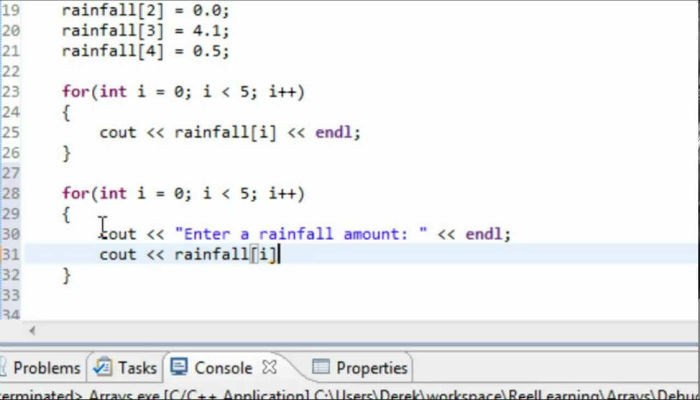 19 rainfall[2] = 0.0;
20 rainfall[3] = 4.1;
21 rainfall[4] = 0.5;
22
23 for(int i = 0; i < 5; i++)
24 {
25 cout << rainfall[i] << endl;
26 }
27
28 for(int i = 0; i < 5; i++)
29 {
30 cout << "Enter a rainfall amount: " << endl;
31 cout << rainfall[i]
32 }
33
34
Problems Tasks Console Properties
terminated> Arrays.exe [C/C++ Application] C:\Users\Derek\workspace\ReelLearning\Arrays\Debu